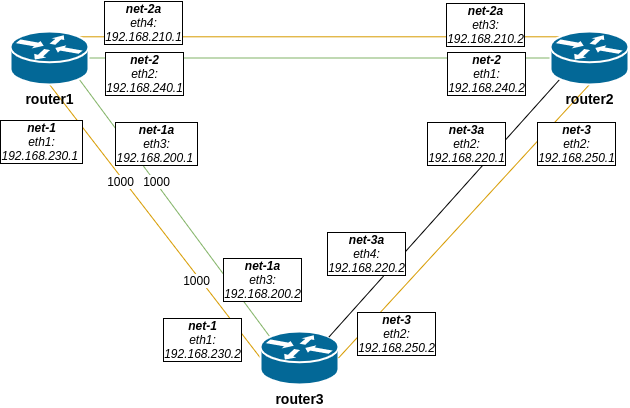 net-2a
eth4:
192.168.210.1
net-2a
eth3:
192.168.210.2
net-2
eth2:
192.168.240.1
net-2
eth1:
192.168.240.2
router1
router2
net-1
eth1:
192.168.230.1
net-1a
eth3:
192.168.200.1
net-3a
eth2:
192.168.220.1
net-3
eth2:
192.168.250.1
1000
1000
net-3a
eth4:
192.168.220.2
net-1a
eth3:
192.168.200.2
1000
net-1
eth1:
192.168.230.2
net-3
eth2:
192.168.250.2
router3